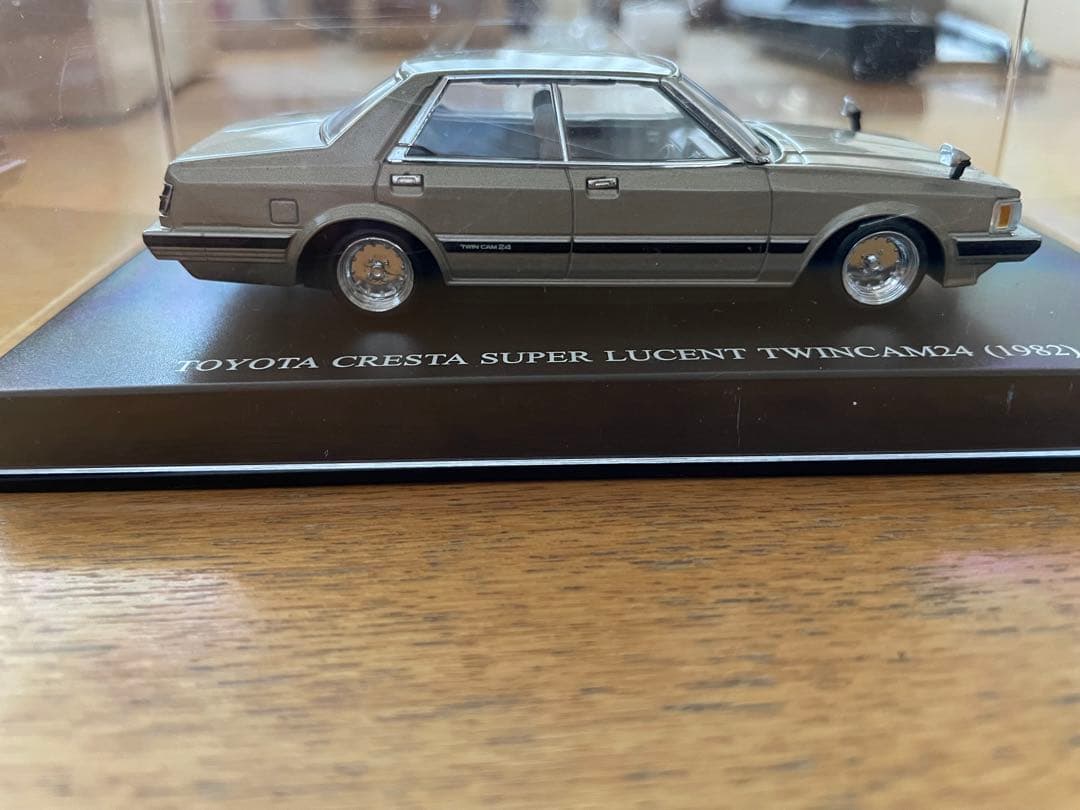 TWIN CAM 24
TOYOTA CRESTA SUPER LUCENT TWINCAM24 (1982)